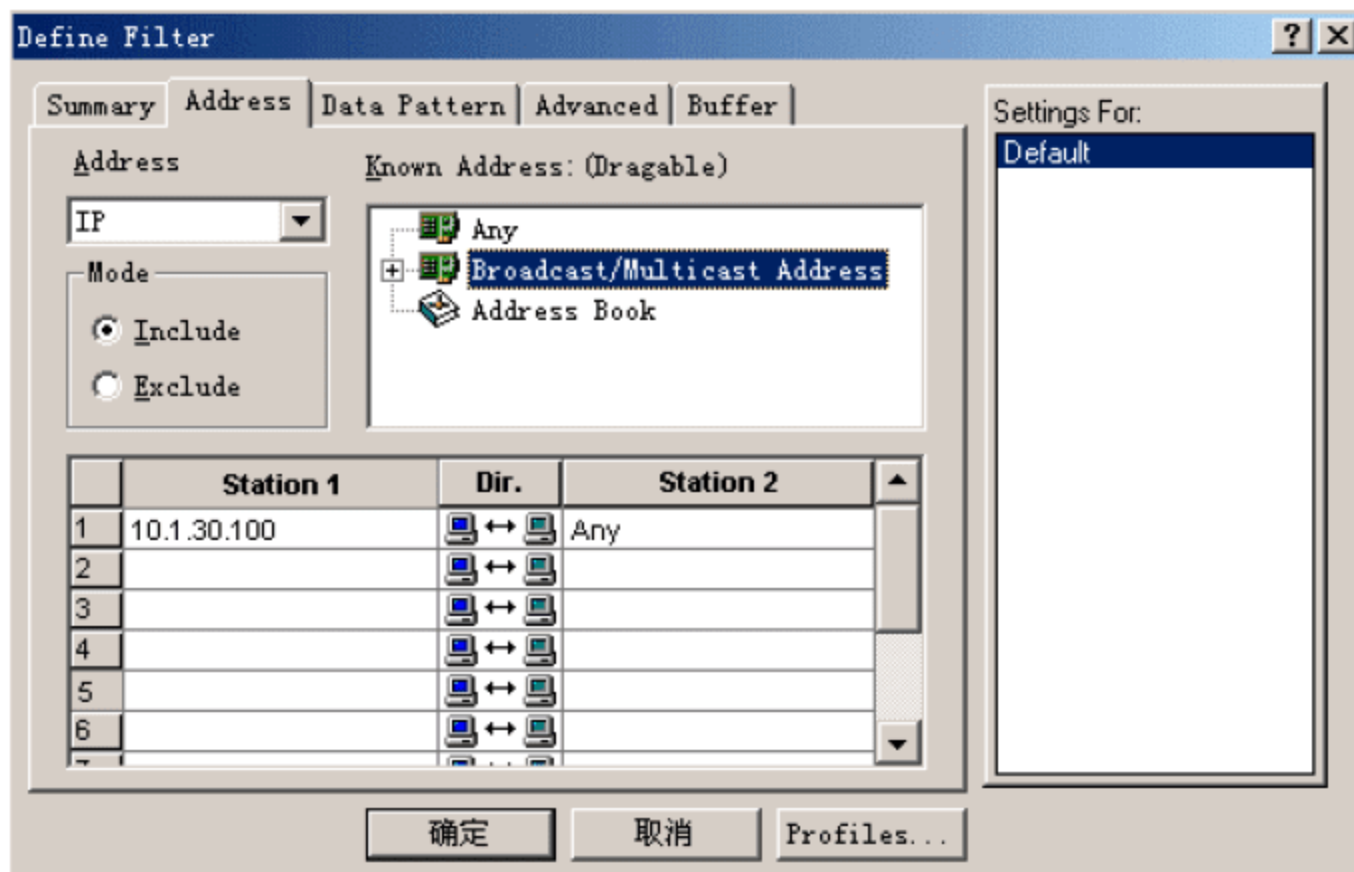 Define Filter
Summary Address Data Pattern Advanced Buffer
Settings For:
Default
Address
Known Address: (Dragable)
IP
Any
Broadcast/Multicast Address
Address Book
Mode
Include
Exclude
Station 1 Dir. Station 2
1 10.1.30.100 Any
2
3
4
5
6
确定 取消 Profiles...